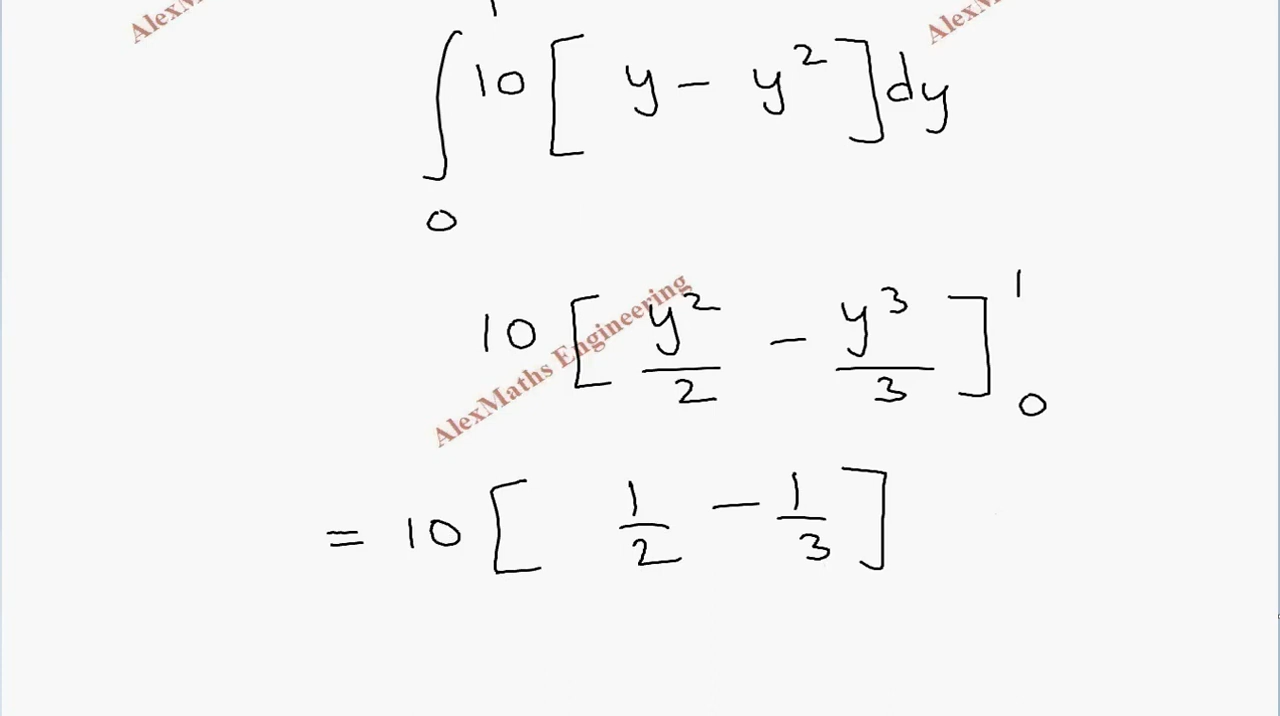 ∫₀¹ 10 [ y - y² ] dy
10 [ y²/2 - y³/3 ]₀¹
AlexMaths Engineering
= 10 [ 1/2 - 1/3 ]